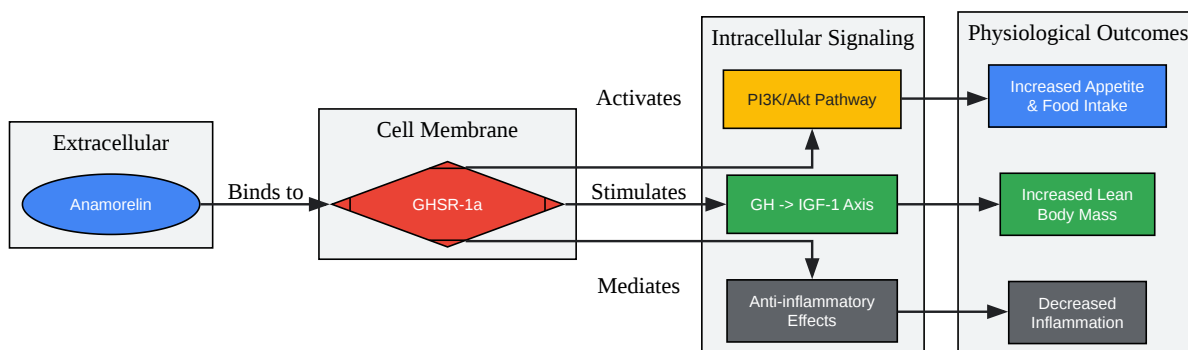 Intracellular Signaling
Physiological Outcomes
Activates
PI3K/Akt Pathway
Increased Appetite
& Food Intake
Extracellular
Cell Membrane
Anamorelin
Binds to
GHSR-1a
Stimulates
GH -> IGF-1 Axis
Increased Lean
Body Mass
Mediates
Anti-inflammatory
Effects
Decreased
Inflammation